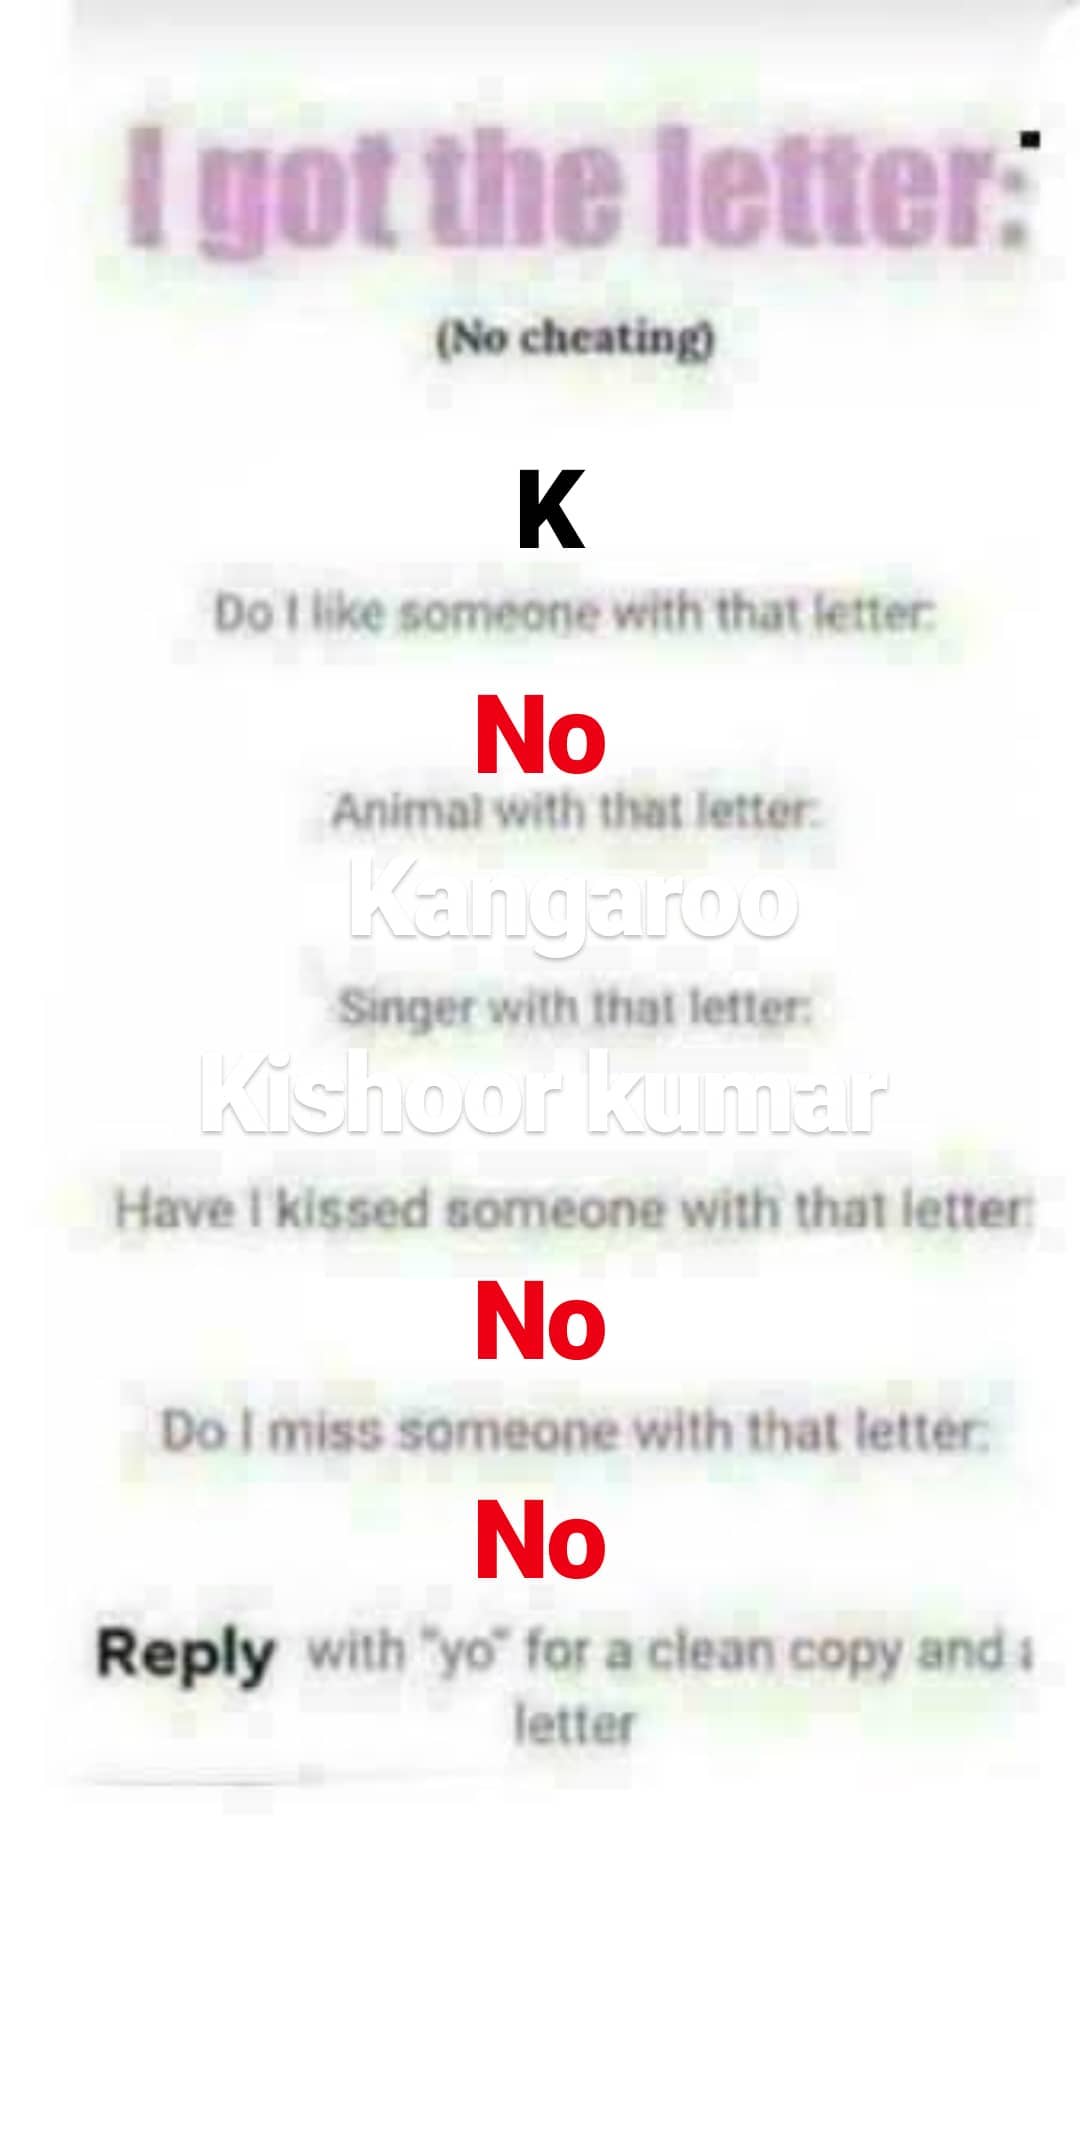 I got the letter:
(No cheating)
K
Do I like someone with that letter:
No
Animal with that letter:
Kangaroo
Singer with that letter:
Kishoor kumar
Have I kissed someone with that letter:
No
Do I miss someone with that letter:
No
Reply with "yo" for a clean copy and a
letter